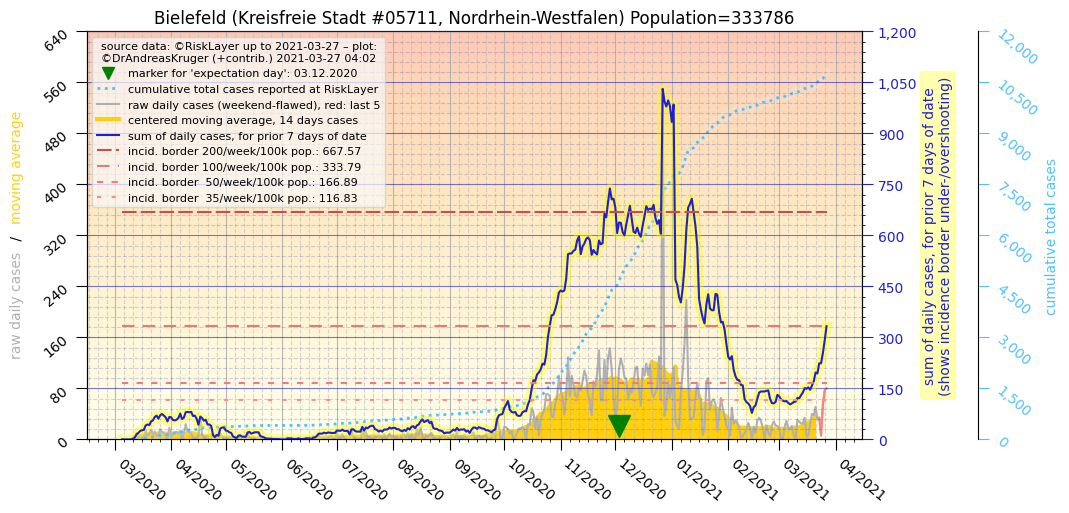 Bielefeld (Kreisfreie Stadt #05711, Nordrhein-Westfalen) Population=333786
source data: ©RiskLayer up to 2021-03-27 – plot:
©DrAndreasKruger (+contrib.) 2021-03-27 04:02
marker for 'expectation day': 03.12.2020
cumulative total cases reported at RiskLayer
raw daily cases (weekend-flawed), red: last 5
centered moving average, 14 days cases
sum of daily cases, for prior 7 days of date
incid. border 200/week/100k pop.: 667.57
incid. border 100/week/100k pop.: 333.79
incid. border  50/week/100k pop.: 166.89
incid. border  35/week/100k pop.: 116.83
raw daily cases / moving average
640
560
480
400
320
240
160
80
0
03/2020
04/2020
05/2020
06/2020
07/2020
08/2020
09/2020
10/2020
11/2020
12/2020
01/2021
02/2021
03/2021
04/2021
1,200
1,050
900
750
600
450
300
150
0
sum of daily cases, for prior 7 days of date
(shows incidence border under-/overshooting)
12,000
10,500
9,000
7,500
6,000
4,500
3,000
1,500
0
cumulative total cases